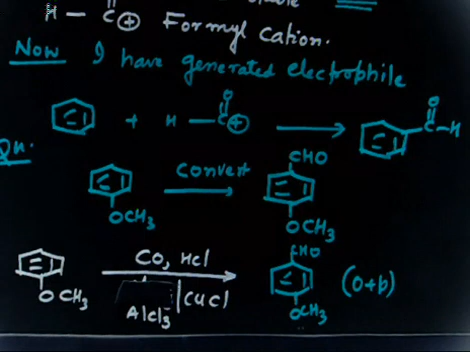 H - C ⊕ Formyl Cation.
Now I have generated electrophile
+ H - C ⊕ → C-H
O O
Qn.
Convert
CHO
OCH3 OCH3
CO, HCl
CHO
OCH3 AlCl3 | CuCl (o+p)
OCH3